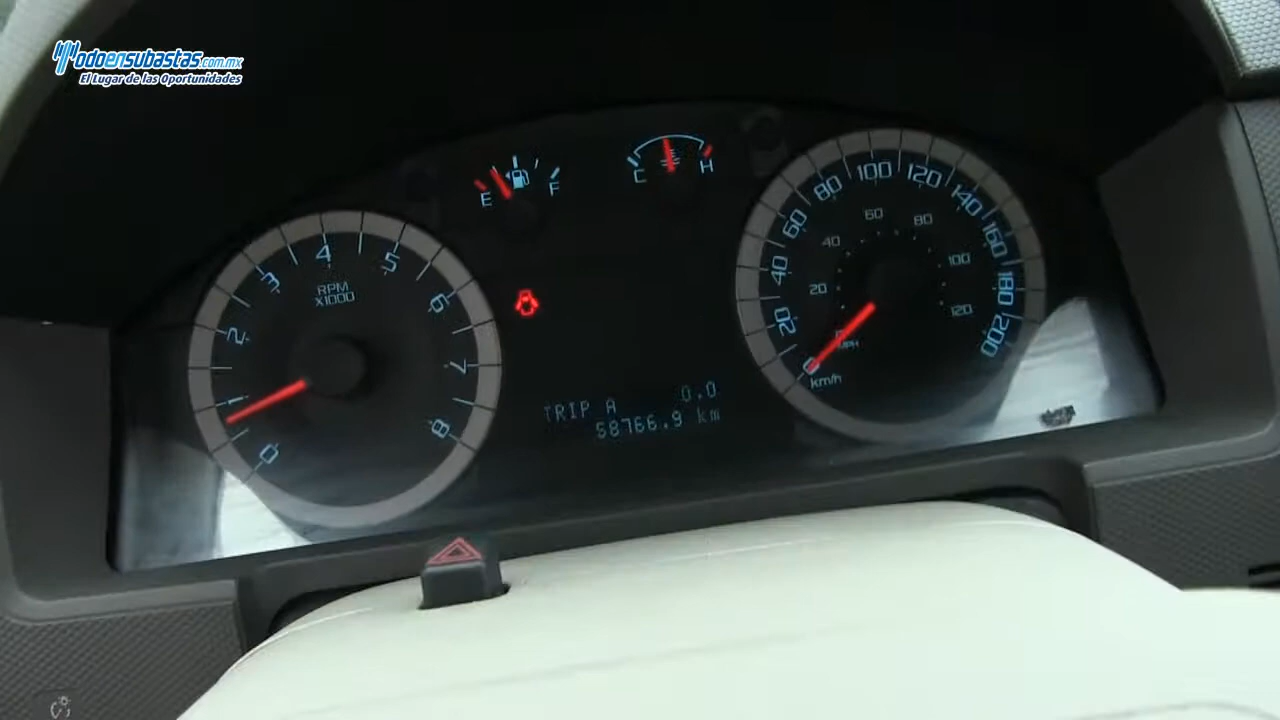 Todoensubastas.com.mx
El Lugar de las Oportunidades
E F
C H
0 1 2 3 4 5 6 7 8
RPM
X1000
TRIP A 0.0
58766.9 km
0 20 40 60 80 100 120 140 160 180 200
0 20 40 60 80 100 120
MPH
km/h